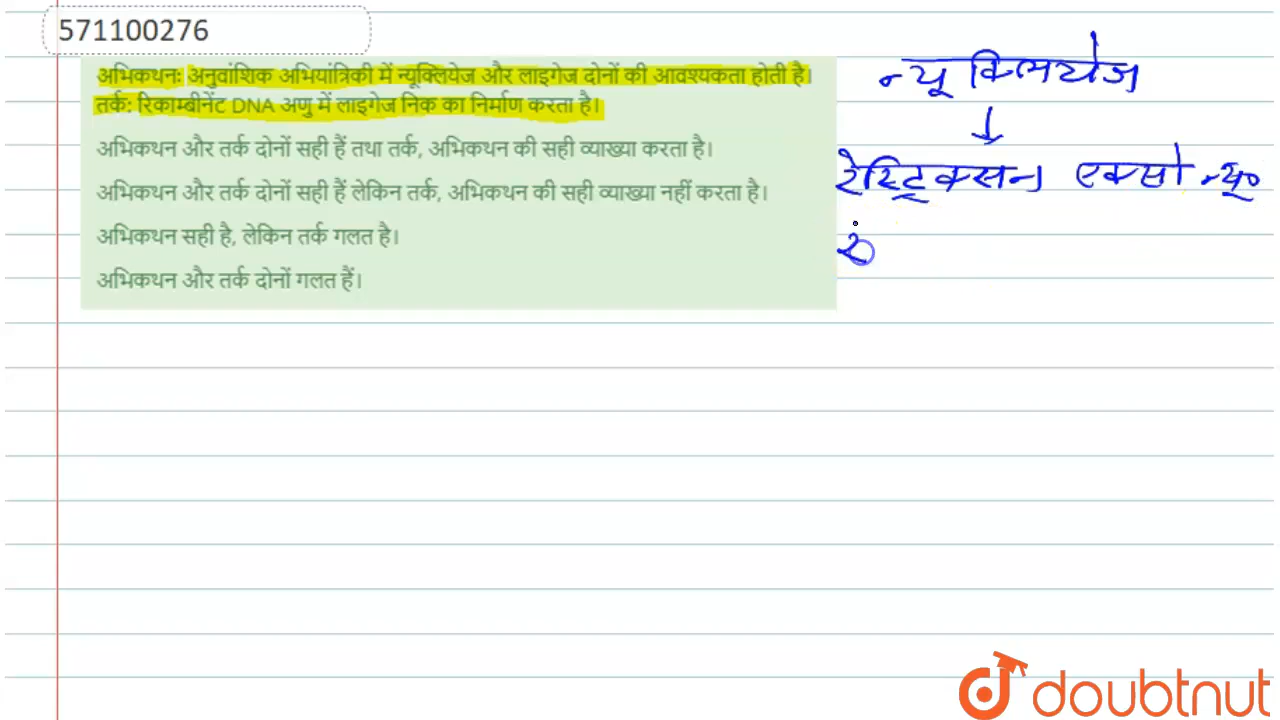 571100276
अभिकथनः अनुवांशिक अभियांत्रिकी में न्यूक्लियेज और लाइगेज दोनों की आवश्यकता होती है।
तर्कः रिकाम्बीनेंट DNA अणु में लाइगेज निक का निर्माण करता है।
अभिकथन और तर्क दोनों सही हैं तथा तर्क, अभिकथन की सही व्याख्या करता है।
अभिकथन और तर्क दोनों सही हैं लेकिन तर्क, अभिकथन की सही व्याख्या नहीं करता है।
अभिकथन सही है, लेकिन तर्क गलत है।
अभिकथन और तर्क दोनों गलत हैं।
न्यूक्लियेज
↓
रेस्ट्रिक्सन एक्सो न्यू०
doubtnut